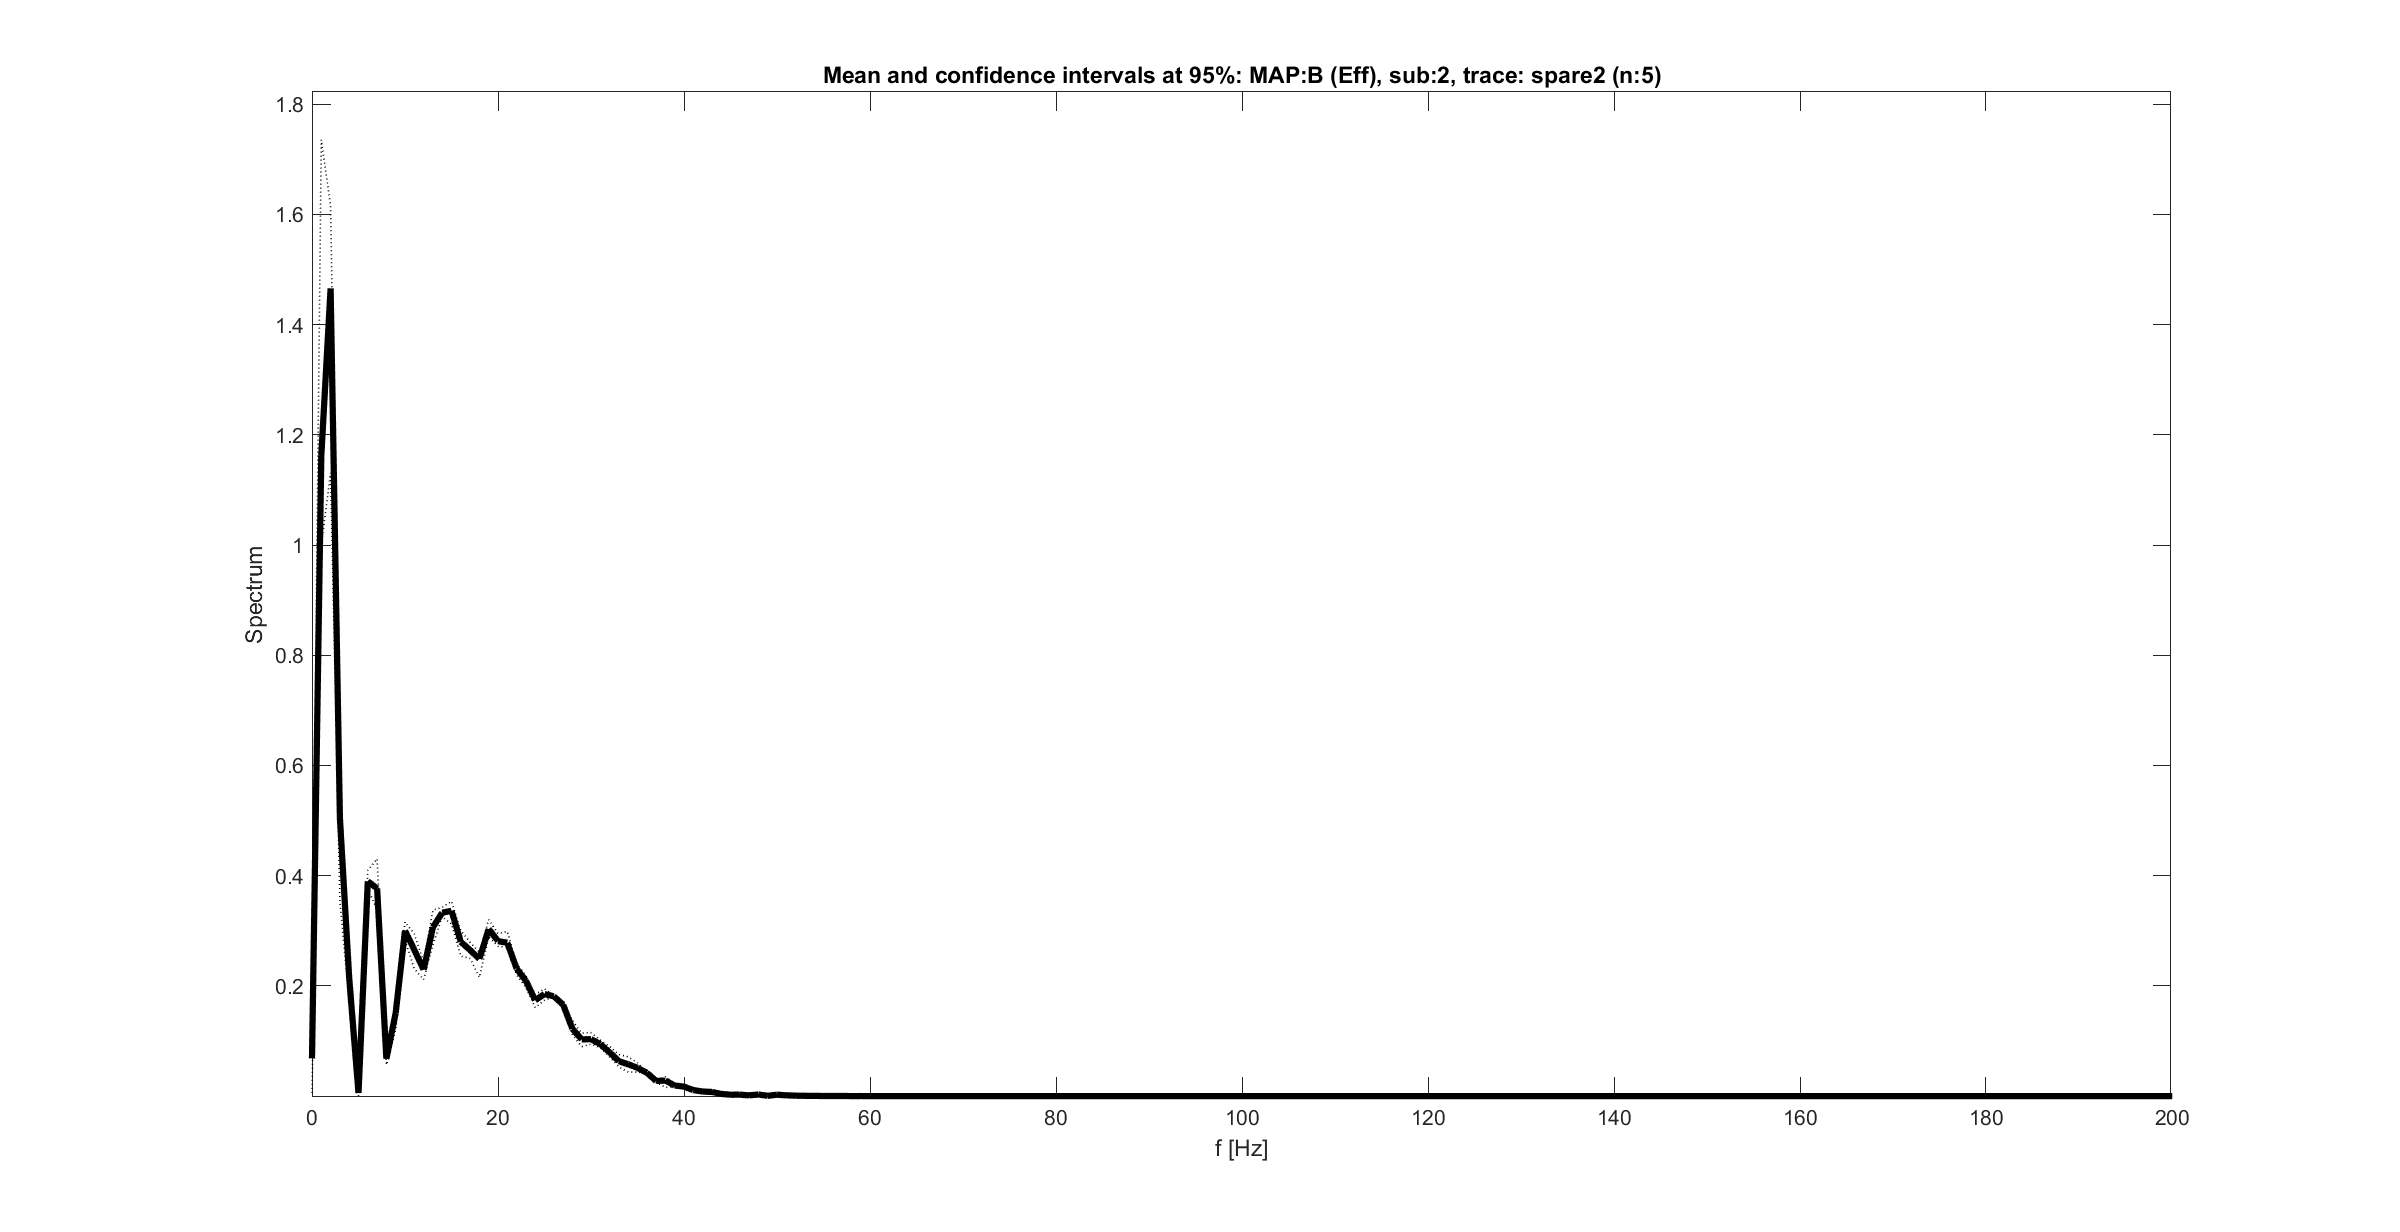 Mean and confidence intervals at 95%: MAP:B (Eff), sub:2, trace: spare2 (n:5)
1.8
1.6
1.4
1.2
1
0.8
0.6
0.4
0.2
Spectrum
0 20 40 60 80 100 120 140 160 180 200
f [Hz]